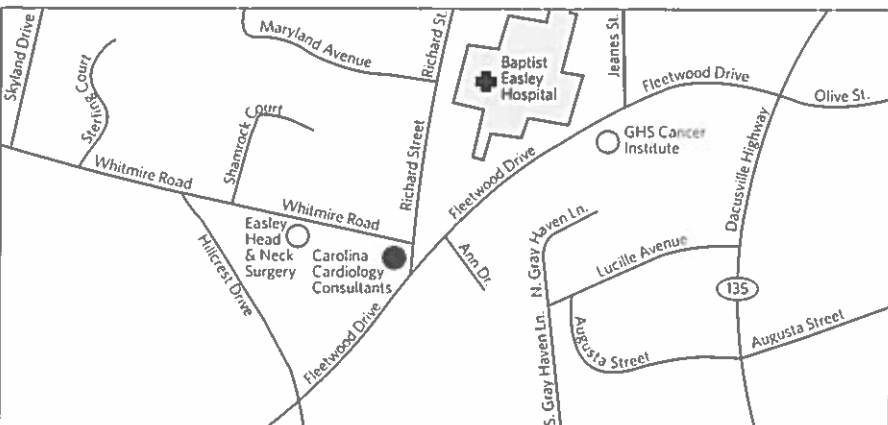 Skyland Drive
Sterling Court
Maryland Avenue
Richard St.
Baptist
Easley
Hospital
Jeanes St.
Fleetwood Drive
Olive St.
Shamrock Court
Richard Street
GHS Cancer
Institute
Dacusville Highway
Whitmire Road
Whitmire Road
Fleetwood Drive
Easley
Head
& Neck
Surgery
Carolina
Cardiology
Consultants
Hillcrest Drive
Ann Dr.
N. Gray Haven Ln.
Lucille Avenue
135
Fleetwood Drive
S. Gray Haven Ln.
Augusta Street
Augusta Street